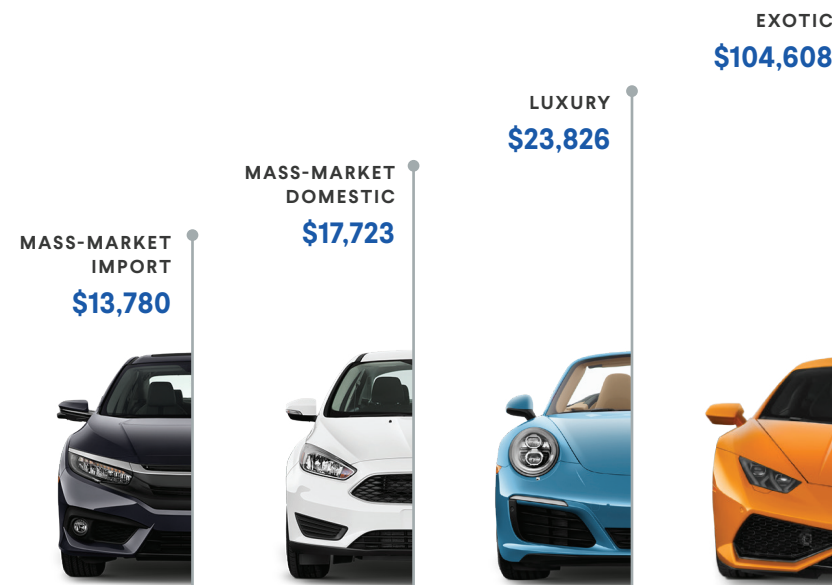 EXOTIC
$104,608
LUXURY
$23,826
MASS-MARKET
DOMESTIC
$17,723
MASS-MARKET
IMPORT
$13,780